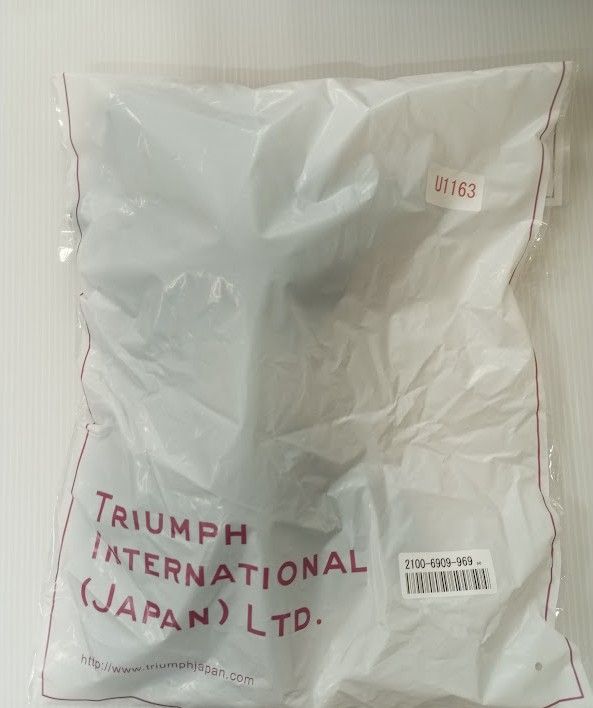 U1163
TRIUMPH
INTERNATIONAL
(JAPAN) LTD.
2100-6909-969
http://www.triumphjapan.com